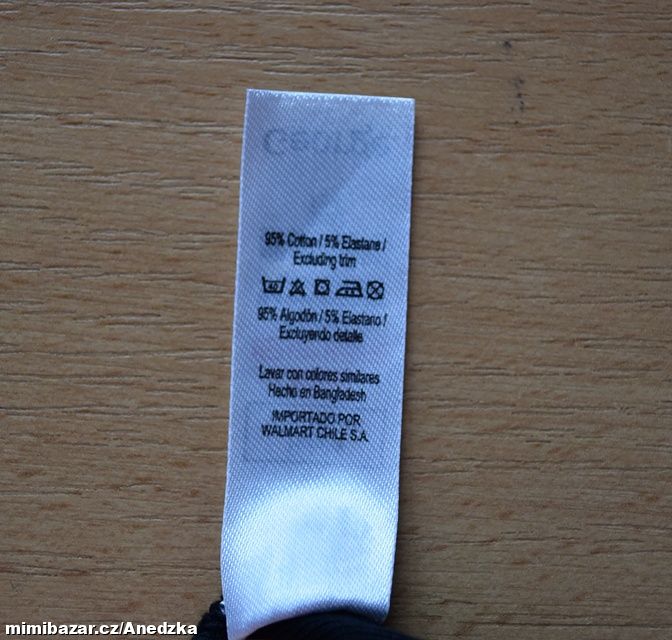 95% Cotton / 5% Elastane /
Excluding trim
40
95% Algodón / 5% Elastano /
Excluyendo detalle
Lavar con colores similares
Hecho en Bangladesh
IMPORTADO POR
WALMART CHILE S.A.
mimibazar.cz/Anedzka